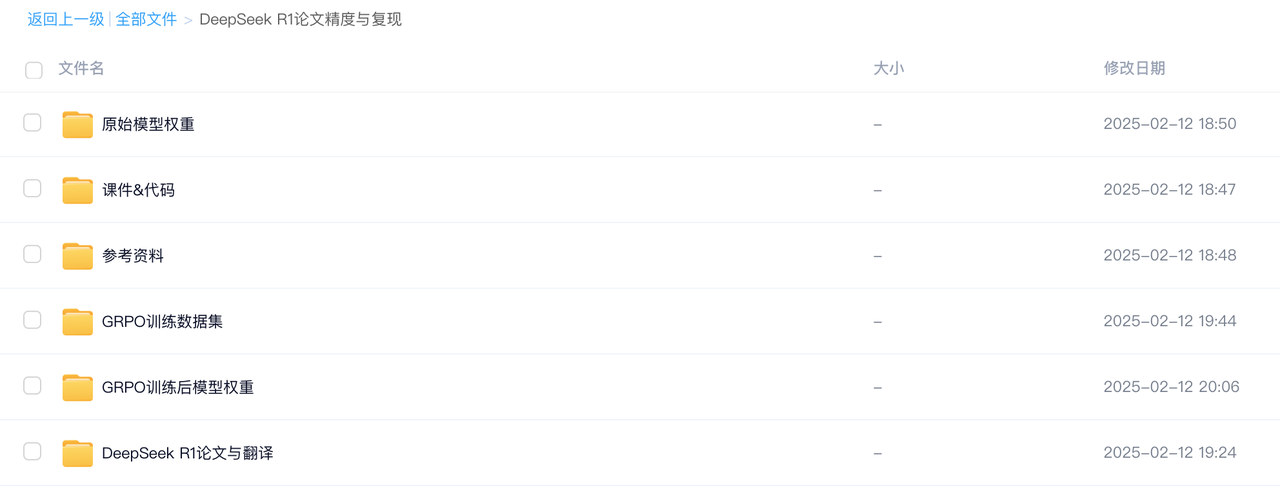 返回上一级 | 全部文件 > DeepSeek R1论文精度与复现
文件名 大小 修改日期
原始模型权重 – 2025-02-12 18:50
课件&代码 – 2025-02-12 18:47
参考资料 – 2025-02-12 18:48
GRPO训练数据集 – 2025-02-12 19:44
GRPO训练后模型权重 – 2025-02-12 20:06
DeepSeek R1论文与翻译 – 2025-02-12 19:24